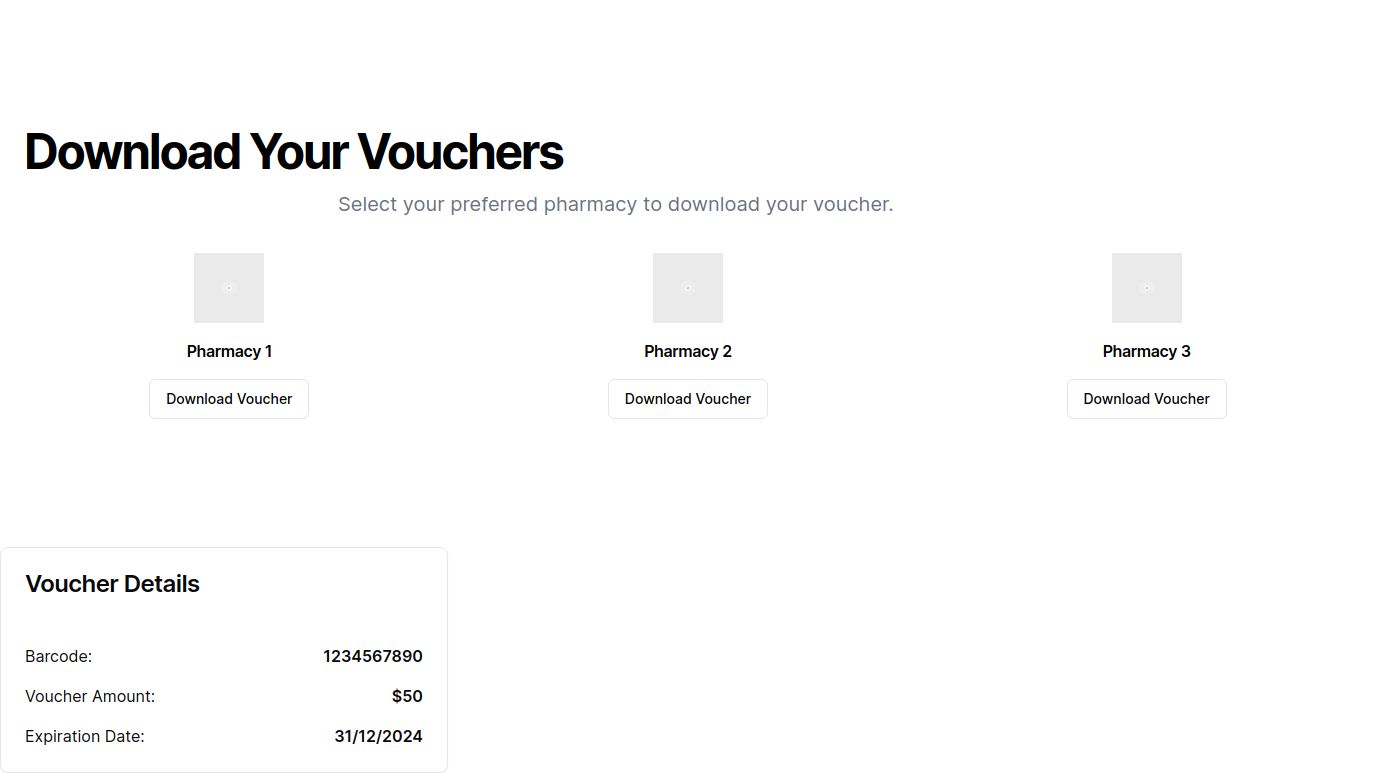 Download Your Vouchers
Select your preferred pharmacy to download your voucher.
Pharmacy 1
Pharmacy 2
Pharmacy 3
Download Voucher
Download Voucher
Download Voucher
Voucher Details
Barcode: 1234567890
Voucher Amount: $50
Expiration Date: 31/12/2024